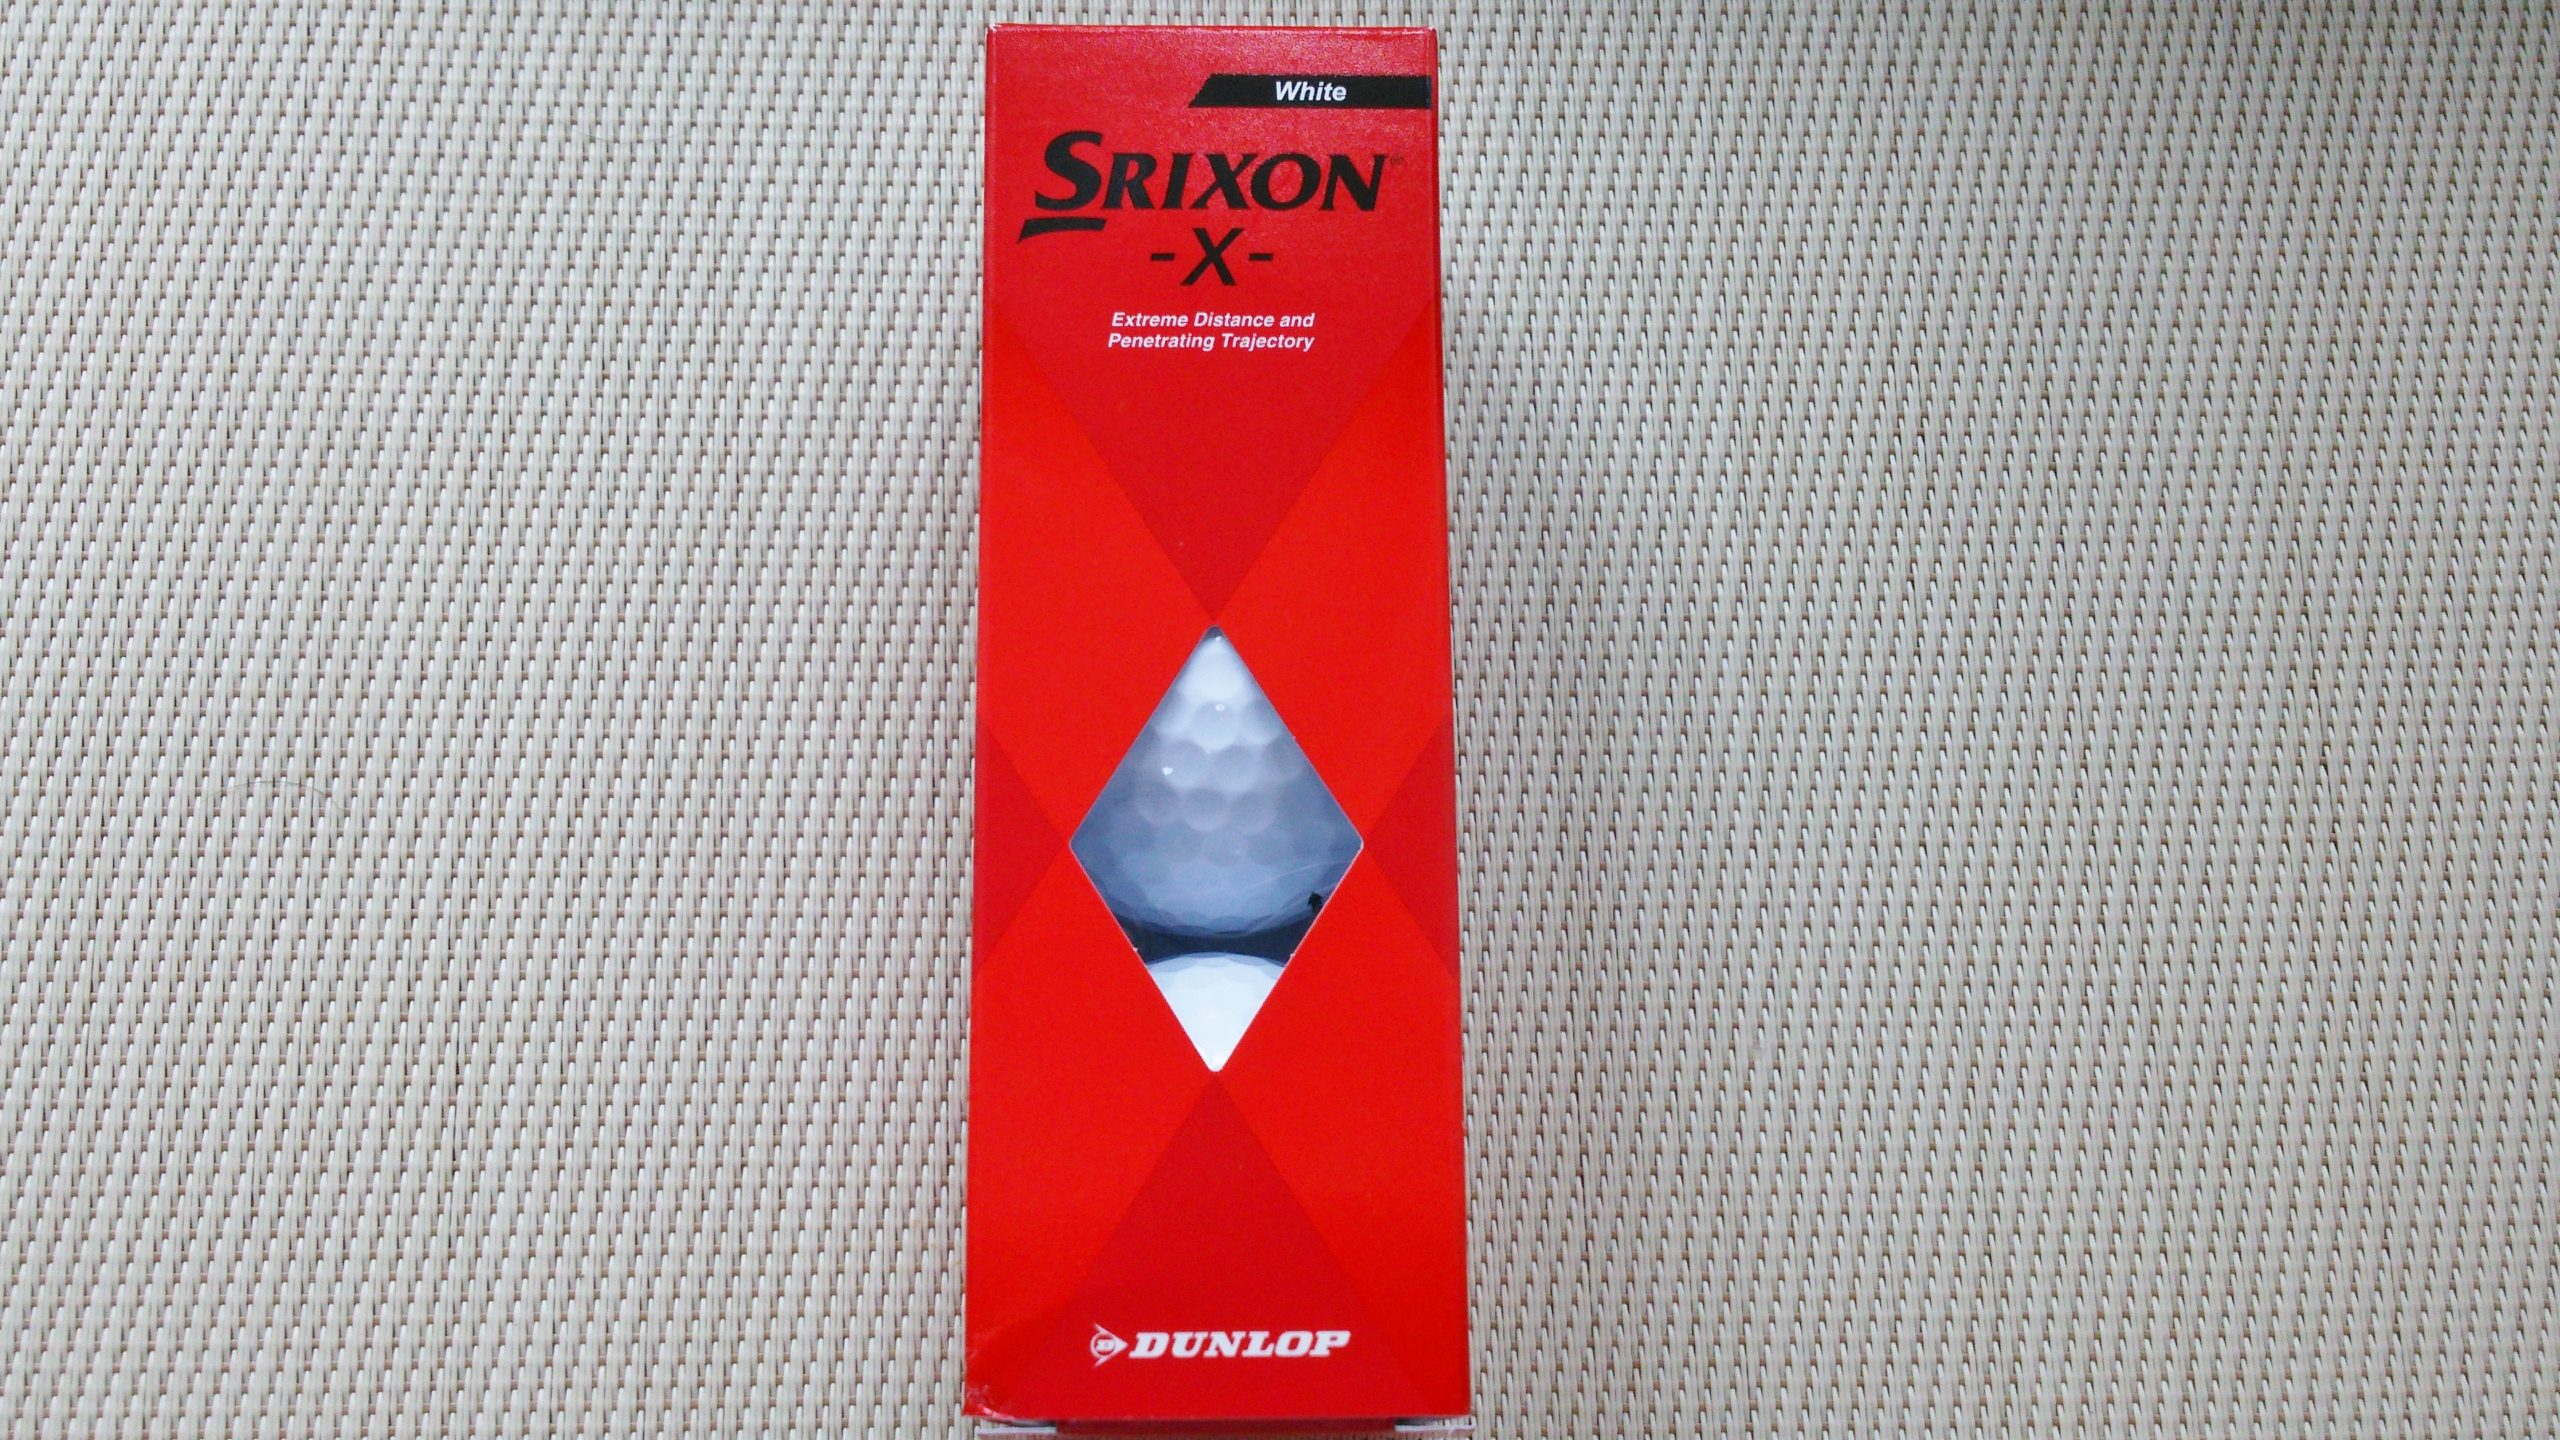 White
SRIXON
-X-
Extreme Distance and
Penetrating Trajectory
DUNLOP